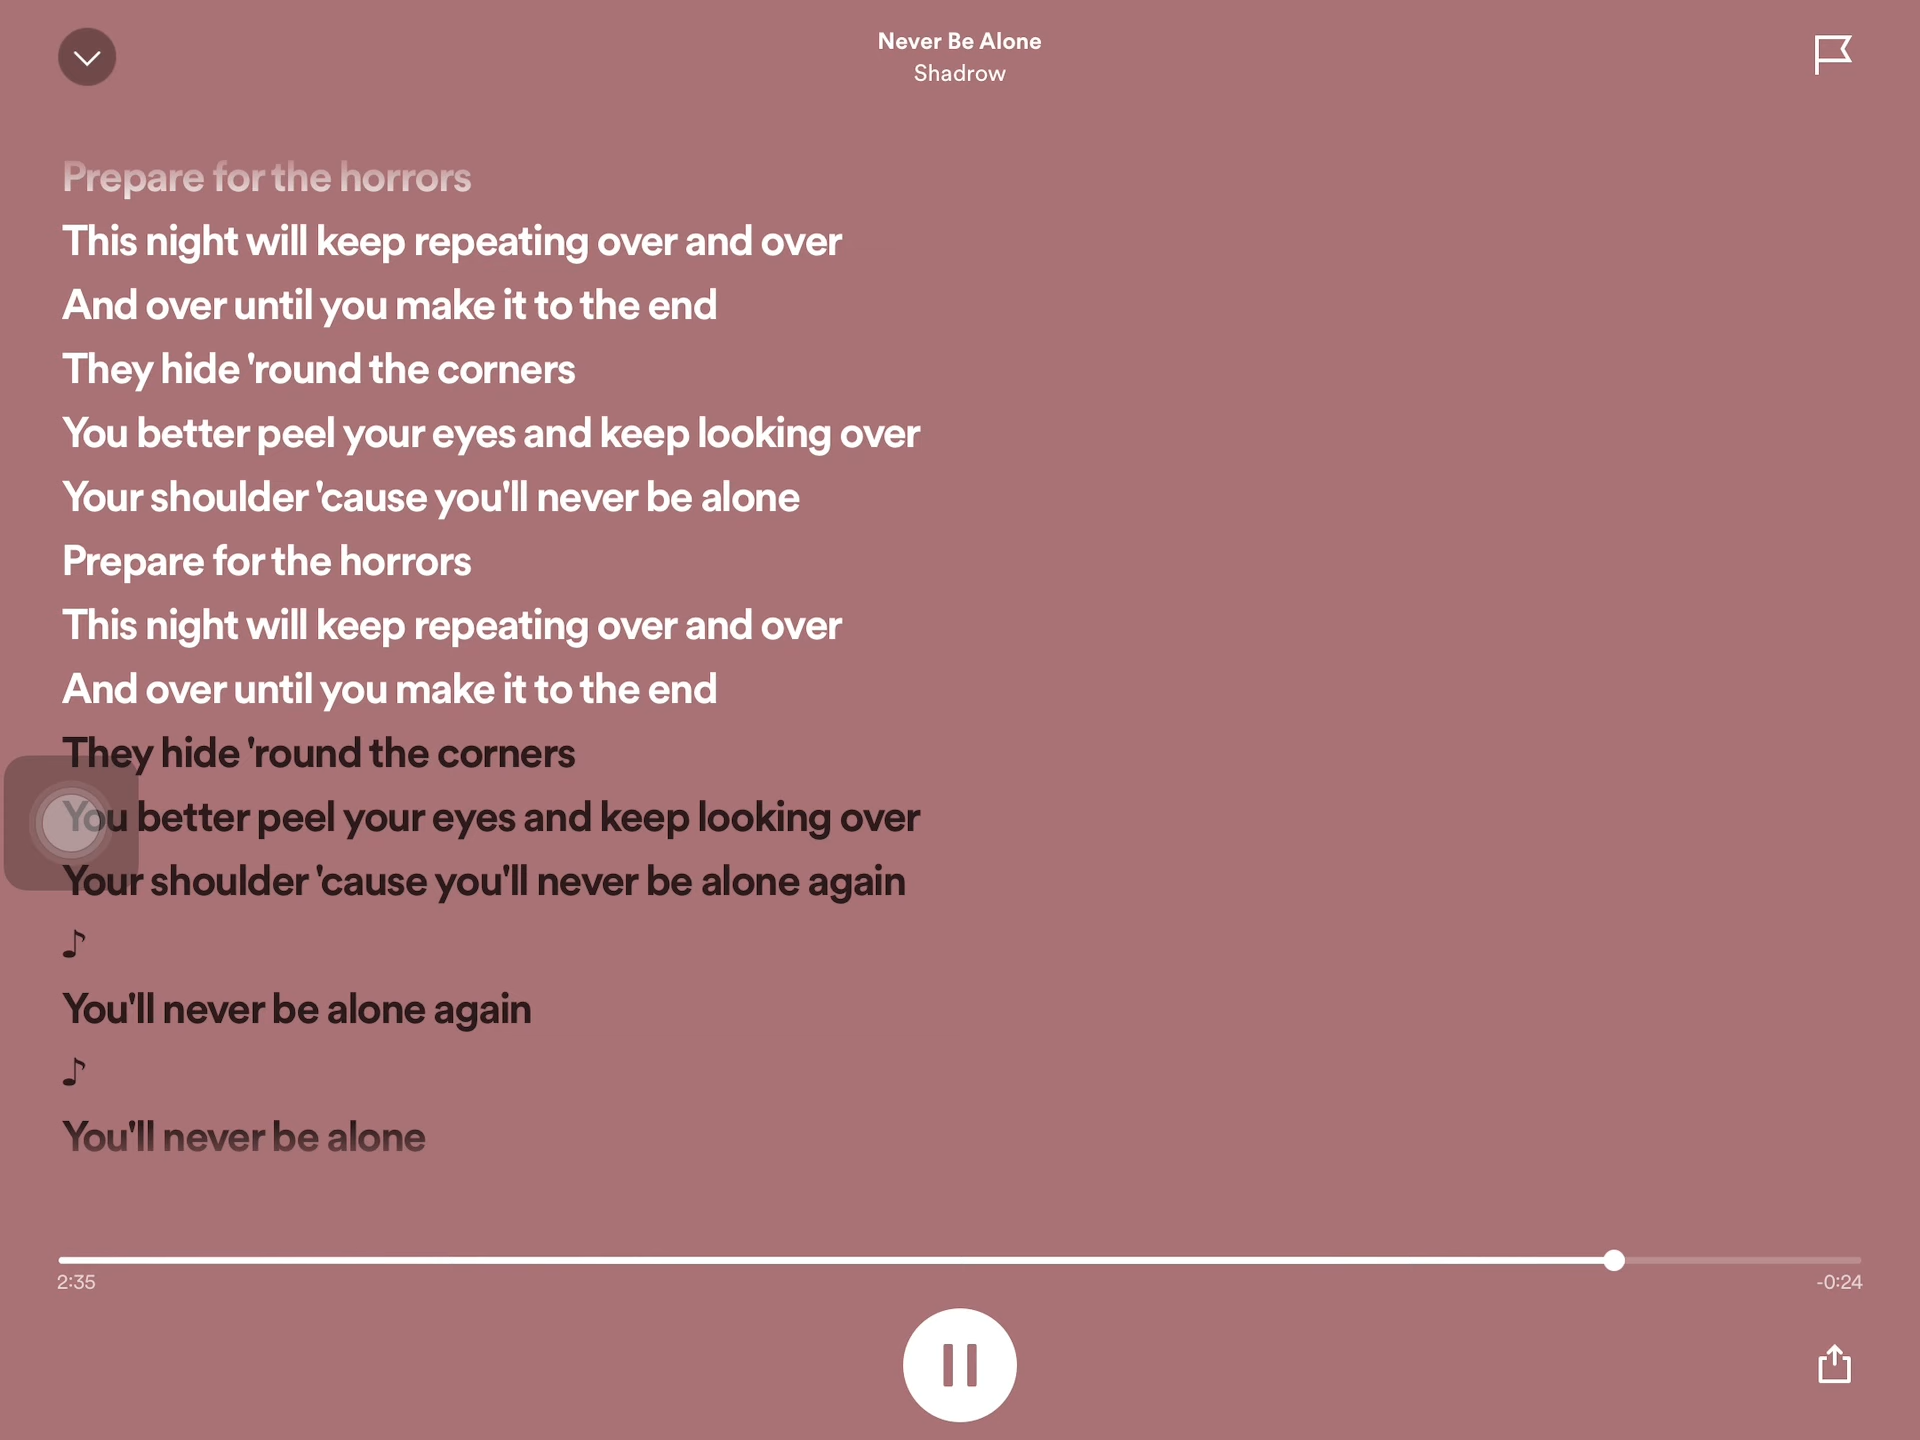 Never Be Alone
Shadrow
Prepare for the horrors
This night will keep repeating over and over
And over until you make it to the end
They hide 'round the corners
You better peel your eyes and keep looking over
Your shoulder 'cause you'll never be alone
Prepare for the horrors
This night will keep repeating over and over
And over until you make it to the end
They hide 'round the corners
You better peel your eyes and keep looking over
Your shoulder 'cause you'll never be alone again
♪
You'll never be alone again
♪
You'll never be alone
2:35
-0:24